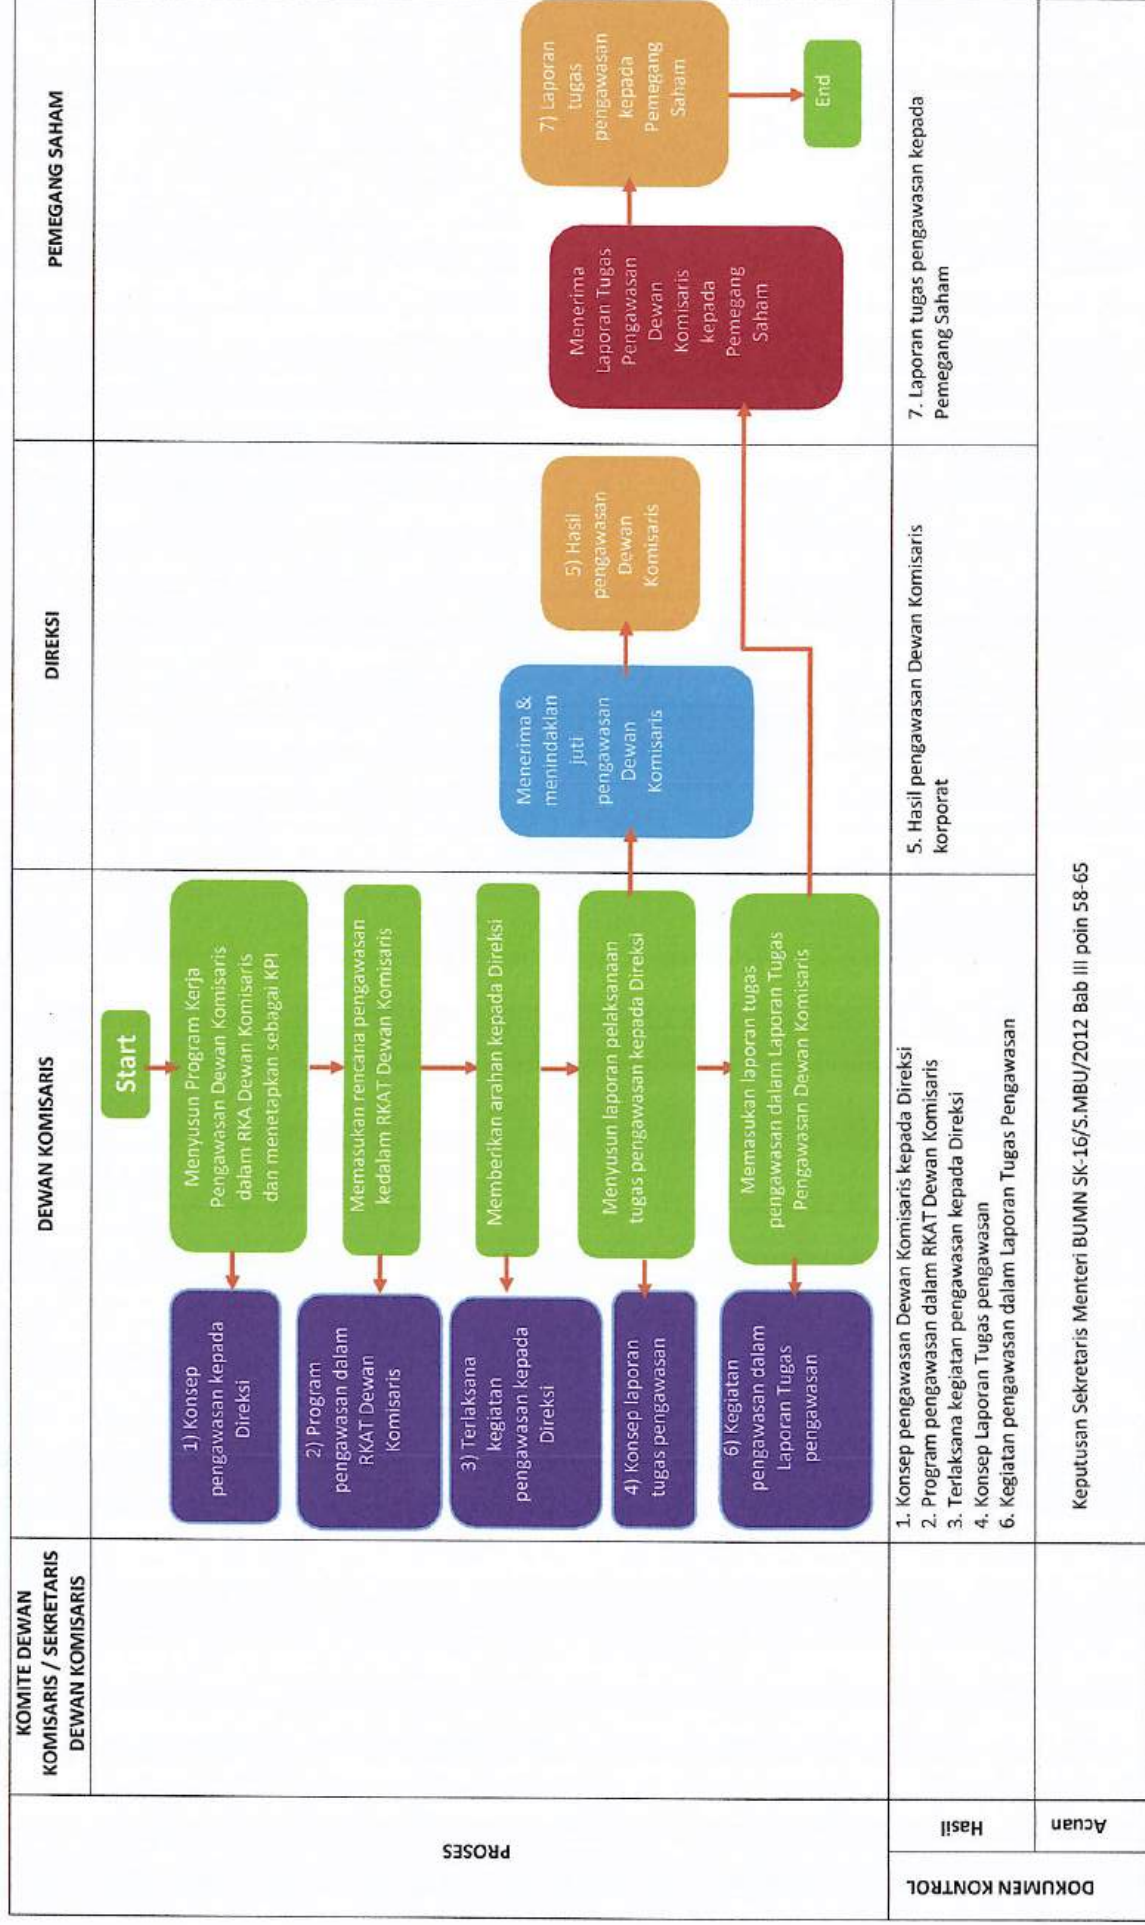 KOMITE DEWAN
KOMISARIS / SEKRETARIS
DEWAN KOMISARIS
DEWAN KOMISARIS
DIREKSI
PEMEGANG SAHAM
PROSES
Start
Menyusun Program Kerja
Pengawasan Dewan Komisaris
dalam RKA Dewan Komisaris
dan menetapkan sebagai KPI
1) Konsep
pengawasan kepada
Direksi
Memasukan rencana pengawasan
kedalam RKAT Dewan Komisaris
2) Program
pengawasan dalam
RKAT Dewan
Komisaris
Memberikan arahan kepada Direksi
3) Terlaksana
kegiatan
pengawasan kepada
Direksi
Menyusun laporan pelaksanaan
tugas pengawasan kepada Direksi
4) Konsep laporan
tugas pengawasan
Menerima &
menindaklan
juti
pengawasan
Dewan
Komisaris
5) Hasil
pengawasan
Dewan
Komisaris
Memasukan laporan tugas
pengawasan dalam Laporan Tugas
Pengawasan Dewan Komisaris
6) Kegiatan
pengawasan dalam
Laporan Tugas
pengawasan
Menerima
Laporan Tugas
Pengawasan
Dewan
Komisaris
kepada
Pemegang
Saham
7) Laporan
tugas
pengawasan
kepada
Pemegang
Saham
End
DOKUMEN KONTROL
Hasil
1. Konsep pengawasan Dewan Komisaris kepada Direksi
2. Program pengawasan dalam RKAT Dewan Komisaris
3. Terlaksana kegiatan pengawasan kepada Direksi
4. Konsep Laporan Tugas pengawasan
6. Kegiatan pengawasan dalam Laporan Tugas Pengawasan
5. Hasil pengawasan Dewan Komisaris
korporat
7. Laporan tugas pengawasan kepada
Pemegang Saham
Acuan
Keputusan Sekretaris Menteri BUMN SK-16/S.MBU/2012 Bab III poin 58-65